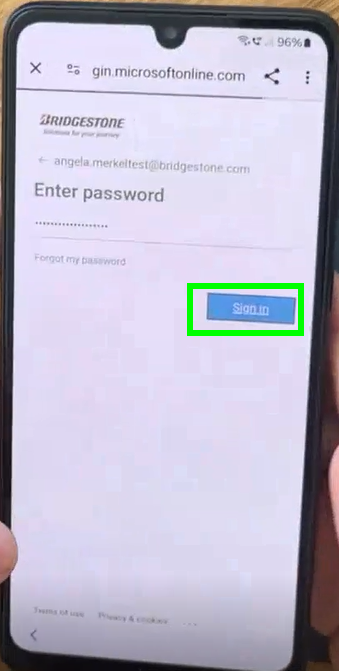 96%
gin.microsoftonline.com
BRIDGESTONE
Solutions for your journey
angela.merkeltest@bridgestone.com
Enter password
Forgot my password
Sign in
Terms of use Privacy & cookies ...